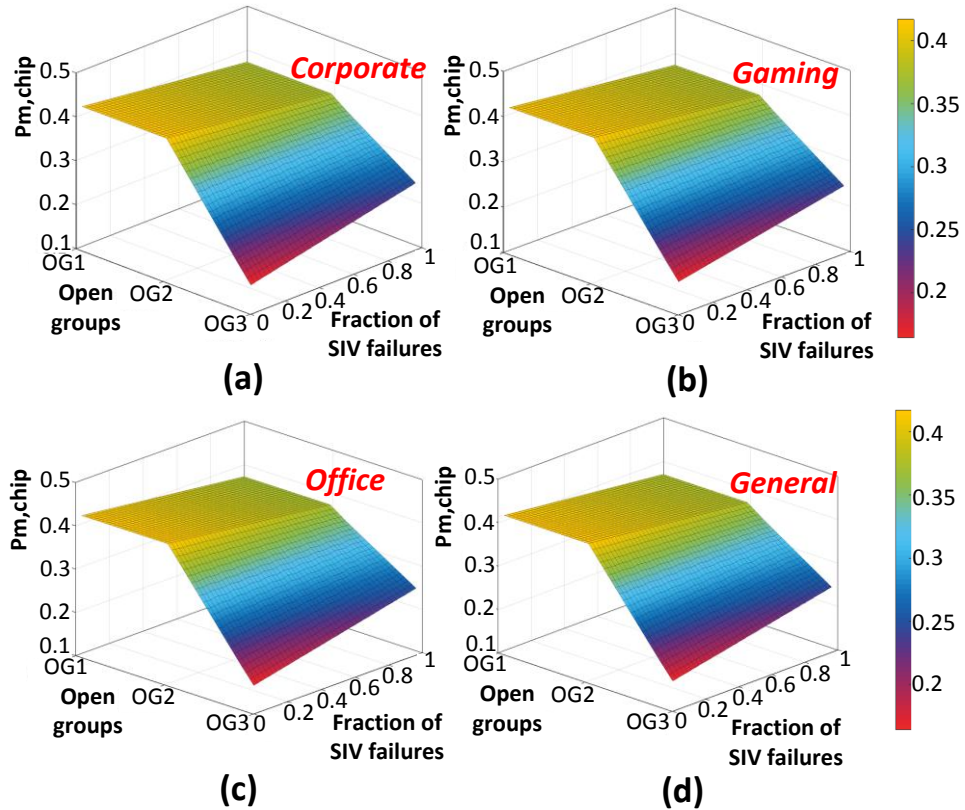 Corporate
Pm,chip
0.5
0.4
0.3
0.2
0.1
OG1
OG2
OG3
Open
groups
0
0.2
0.4
0.6
0.8
1
Fraction of
SIV failures
(a)
Gaming
Pm,chip
0.5
0.4
0.3
0.2
0.1
OG1
OG2
OG3
Open
groups
0
0.2
0.4
0.6
0.8
1
Fraction of
SIV failures
(b)
0.4
0.35
0.3
0.25
0.2
Office
Pm,chip
0.5
0.4
0.3
0.2
0.1
OG1
OG2
OG3
Open
groups
0
0.2
0.4
0.6
0.8
1
Fraction of
SIV failures
(c)
General
Pm,chip
0.5
0.4
0.3
0.2
0.1
OG1
OG2
OG3
Open
groups
0
0.2
0.4
0.6
0.8
1
Fraction of
SIV failures
(d)
0.4
0.35
0.3
0.25
0.2